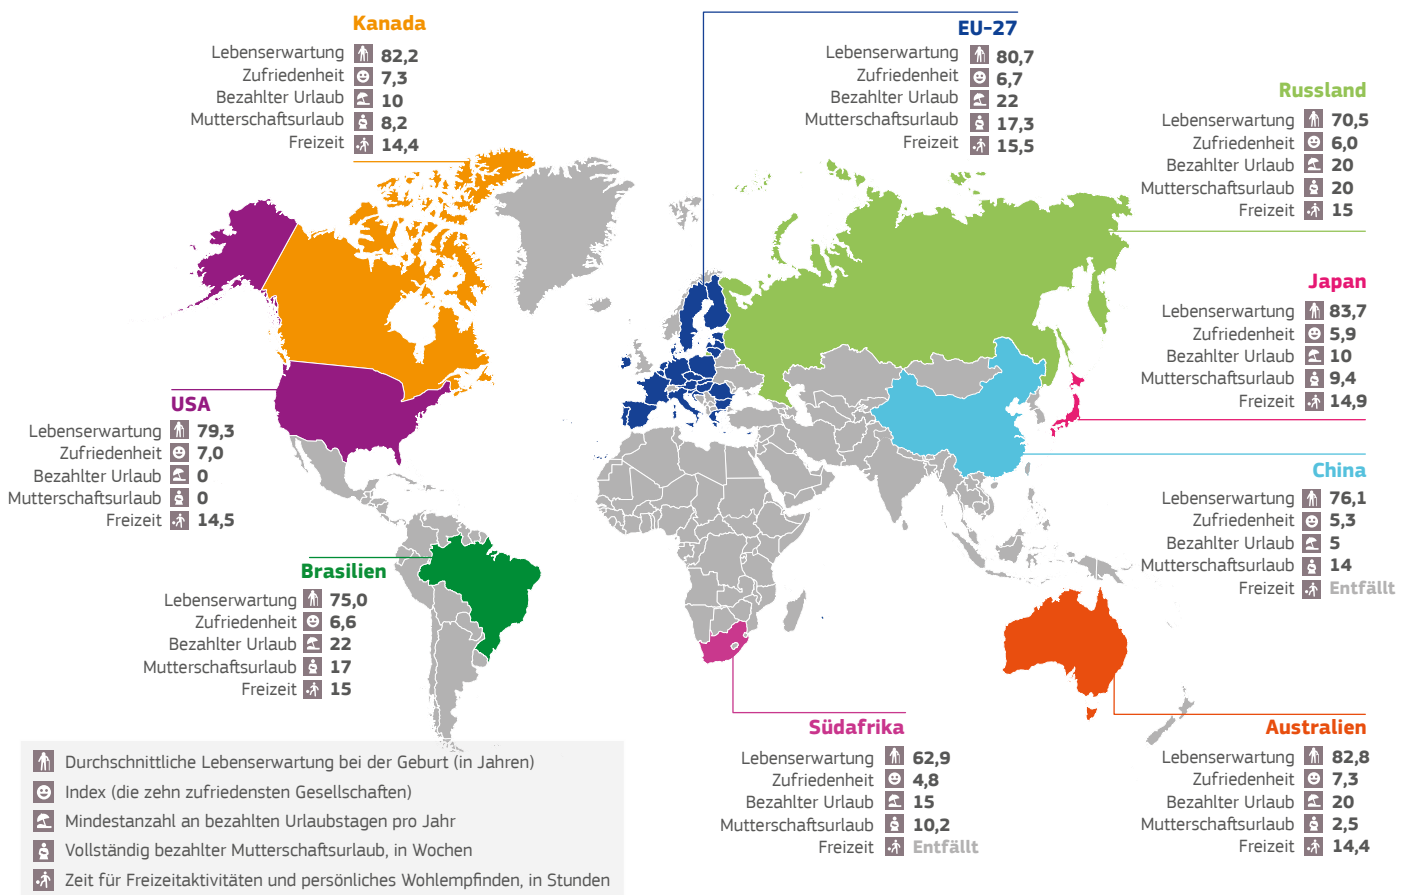 Kanada
Lebenserwartung 82,2
Zufriedenheit 7,3
Bezahlter Urlaub 10
Mutterschaftsurlaub 8,2
Freizeit 14,4
EU-27
Lebenserwartung 80,7
Zufriedenheit 6,7
Bezahlter Urlaub 22
Mutterschaftsurlaub 17,3
Freizeit 15,5
Russland
Lebenserwartung 70,5
Zufriedenheit 6,0
Bezahlter Urlaub 20
Mutterschaftsurlaub 20
Freizeit 15
Japan
Lebenserwartung 83,7
Zufriedenheit 5,9
Bezahlter Urlaub 10
Mutterschaftsurlaub 9,4
Freizeit 14,9
USA
Lebenserwartung 79,3
Zufriedenheit 7,0
Bezahlter Urlaub 0
Mutterschaftsurlaub 0
Freizeit 14,5
China
Lebenserwartung 76,1
Zufriedenheit 5,3
Bezahlter Urlaub 5
Mutterschaftsurlaub 14
Freizeit Entfällt
Brasilien
Lebenserwartung 75,0
Zufriedenheit 6,6
Bezahlter Urlaub 22
Mutterschaftsurlaub 17
Freizeit 15
Südafrika
Lebenserwartung 62,9
Zufriedenheit 4,8
Bezahlter Urlaub 15
Mutterschaftsurlaub 10,2
Freizeit Entfällt
Australien
Lebenserwartung 82,8
Zufriedenheit 7,3
Bezahlter Urlaub 20
Mutterschaftsurlaub 2,5
Freizeit 14,4
Durchschnittliche Lebenserwartung bei der Geburt (in Jahren)
Index (die zehn zufriedensten Gesellschaften)
Mindestanzahl an bezahlten Urlaubstagen pro Jahr
Vollständig bezahlter Mutterschaftsurlaub, in Wochen
Zeit für Freizeitaktivitäten und persönliches Wohlempfinden, in Stunden